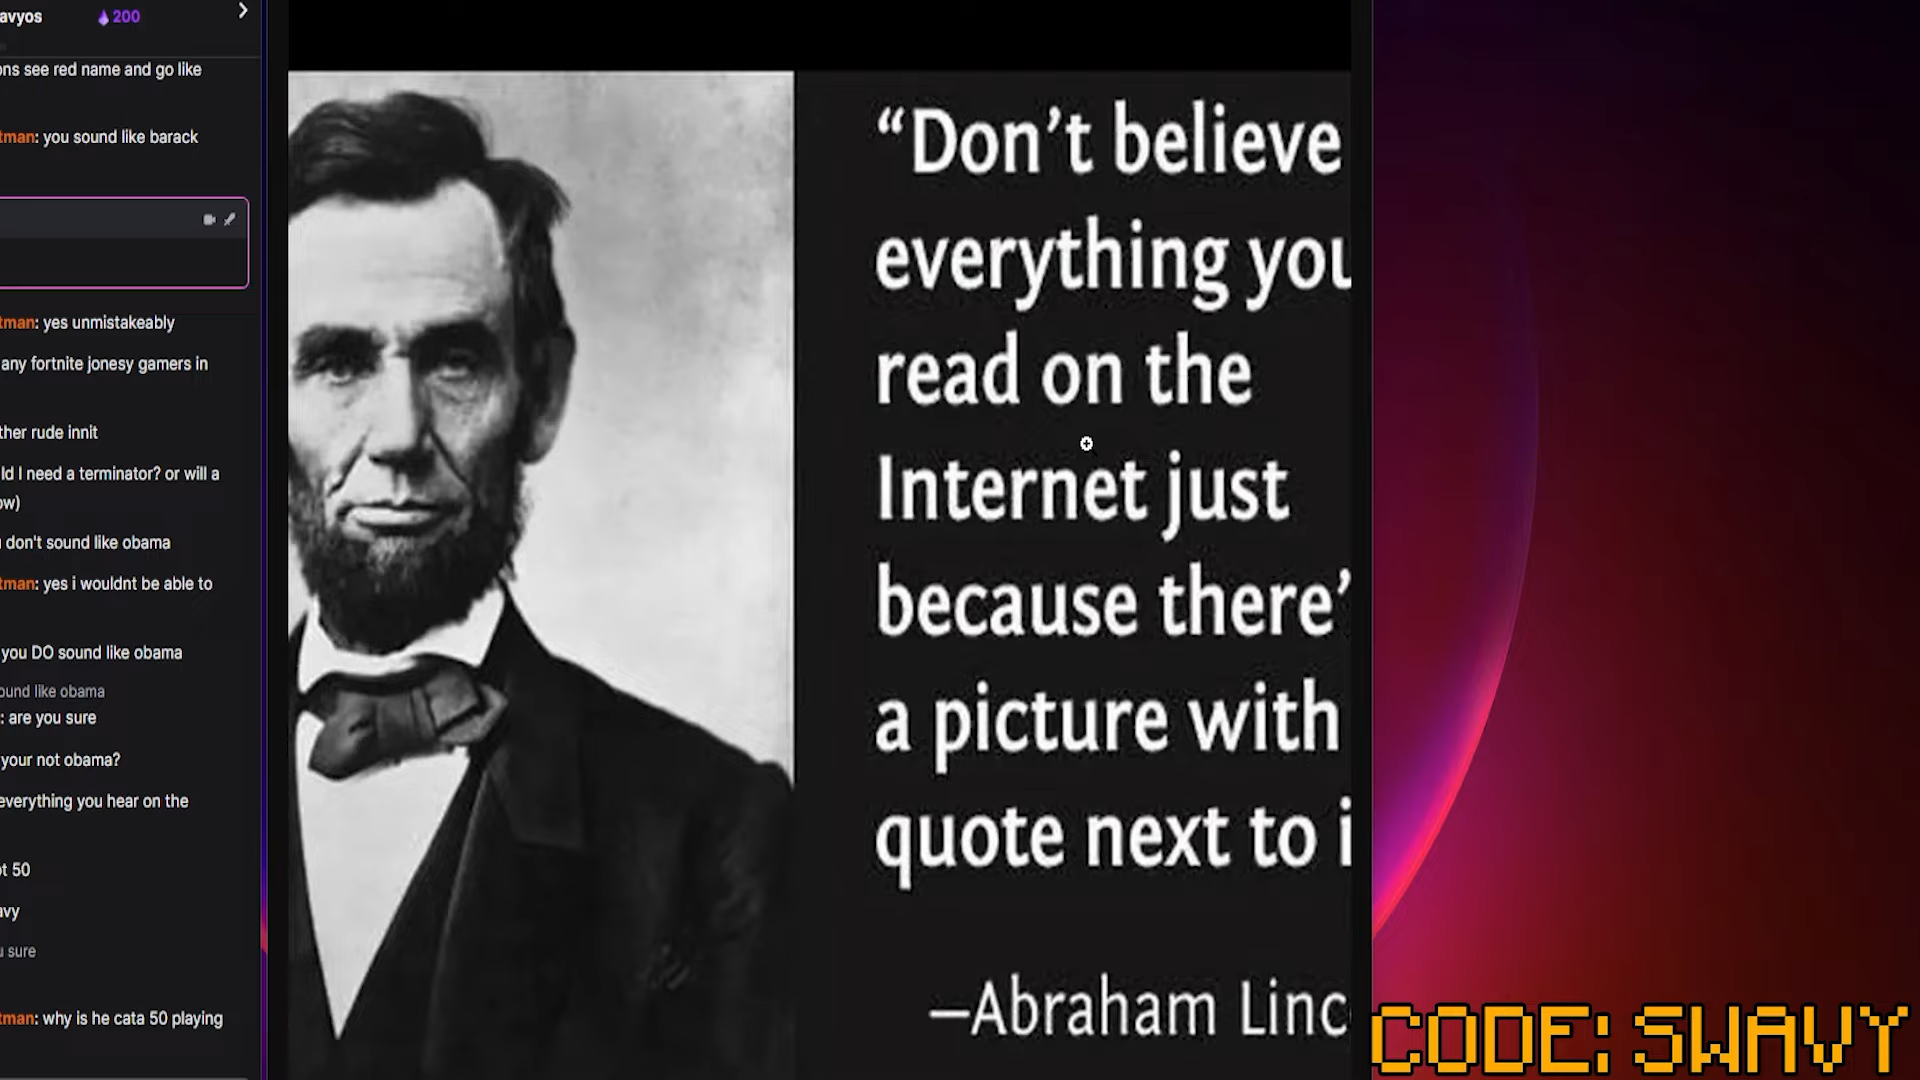 avyos
200
ons see red name and go like
tman: you sound like barack
tman: yes unmistakeably
any fortnite jonesy gamers in
ther rude innit
ld I need a terminator? or will a
ow)
don't sound like obama
tman: yes i wouldnt be able to
you DO sound like obama
ound like obama
: are you sure
your not obama?
everything you hear on the
t 50
avy
u sure
tman: why is he cata 50 playing
“Don’t believe
everything you
read on the
Internet just
because there’
a picture with
quote next to i
—Abraham Linc
CODE: SWAVY